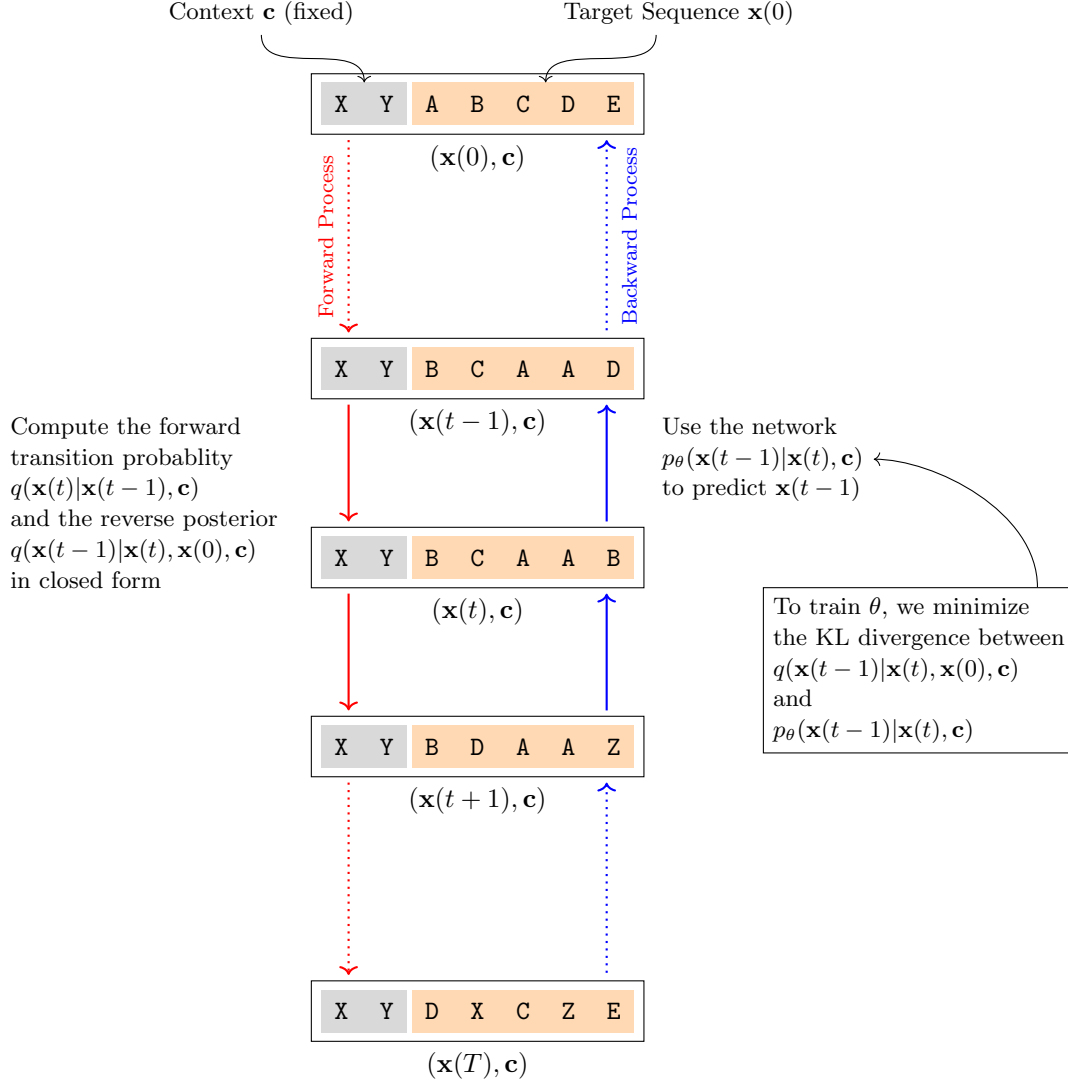 Context c (fixed)
Target Sequence x(0)
X Y A B C D E
(x(0), c)
Forward Process
Backward Process
X Y B C A A D
(x(t − 1), c)
Compute the forward
transition probablity
q(x(t)|x(t − 1), c)
and the reverse posterior
q(x(t − 1)|x(t), x(0), c)
in closed form
Use the network
pθ(x(t − 1)|x(t), c)
to predict x(t − 1)
X Y B C A A B
(x(t), c)
To train θ, we minimize
the KL divergence between
q(x(t − 1)|x(t), x(0), c)
and
pθ(x(t − 1)|x(t), c)
X Y B D A A Z
(x(t + 1), c)
X Y D X C Z E
(x(T), c)